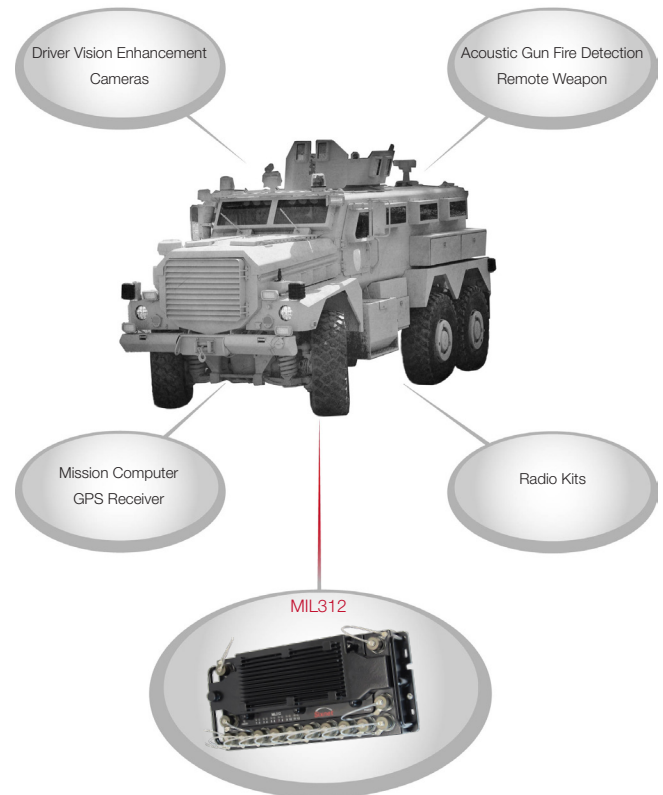 Driver Vision Enhancement
Cameras
Acoustic Gun Fire Detection
Remote Weapon
Mission Computer
GPS Receiver
Radio Kits
MIL312